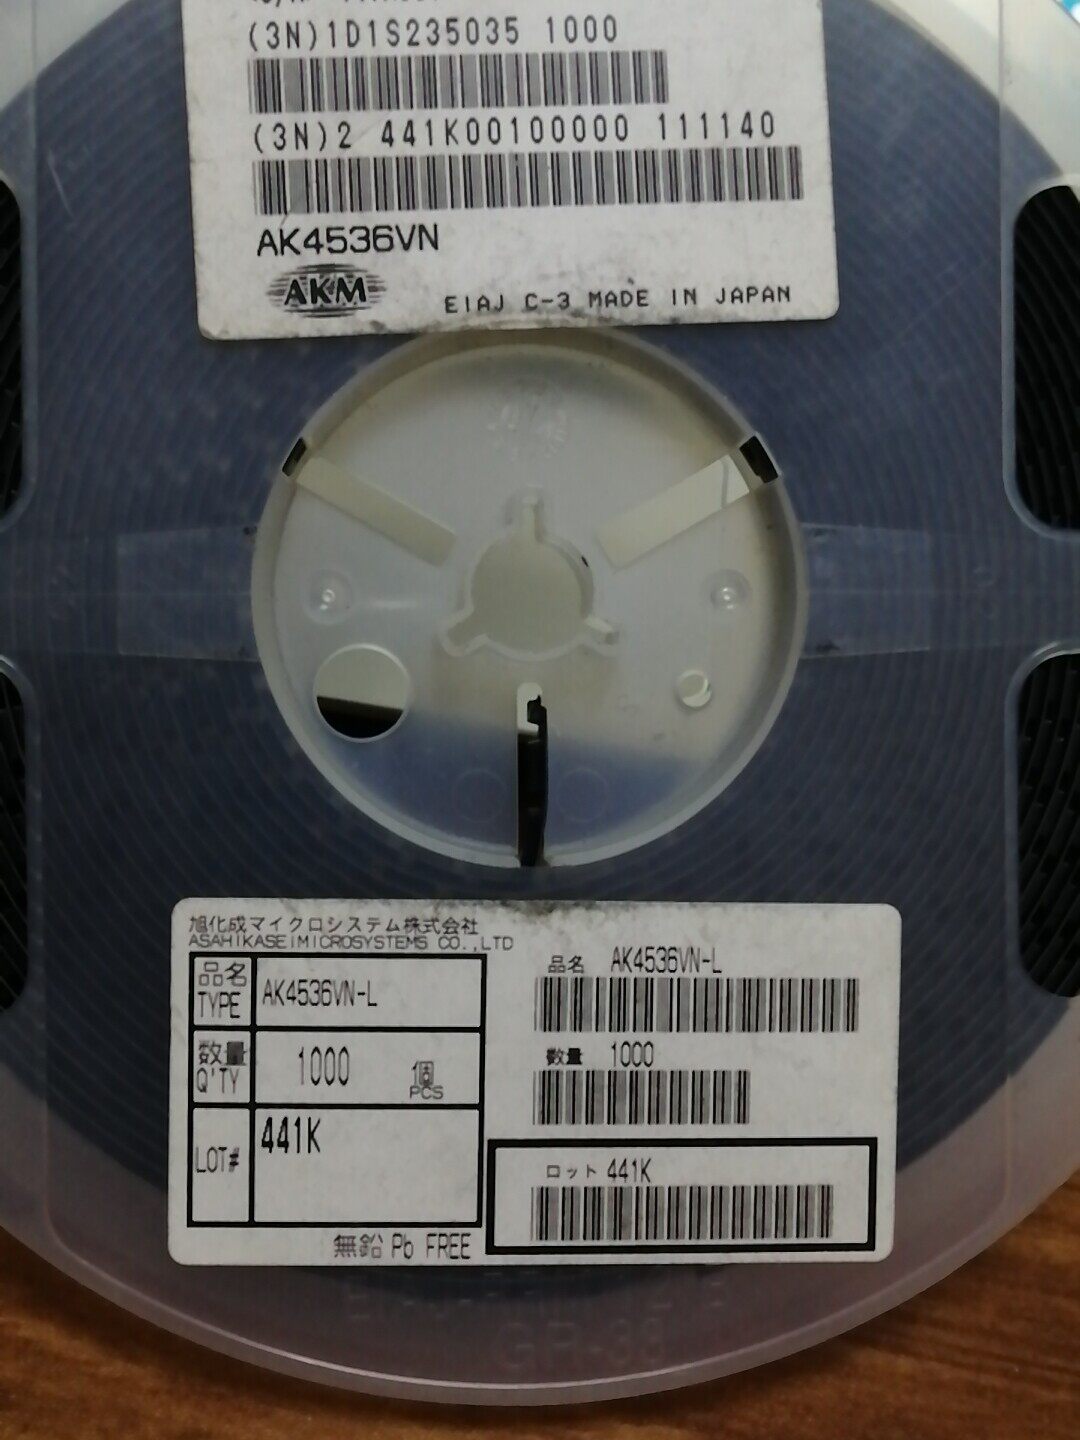 (3N)1D1S235035 1000
(3N)2 441K00100000 111140
AK4536VN
AKM
EIAJ C-3 MADE IN JAPAN
旭化成マイクロシステム株式会社
ASAHIKASEIMICROSYSTEMS CO.,LTD
品名
TYPE
AK4536VN-L
数量
Q'TY
1000
個
PCS
LOT#
441K
無鉛 Pb FREE
品名 AK4536VN-L
数量 1000
ロット 441K
GR-38